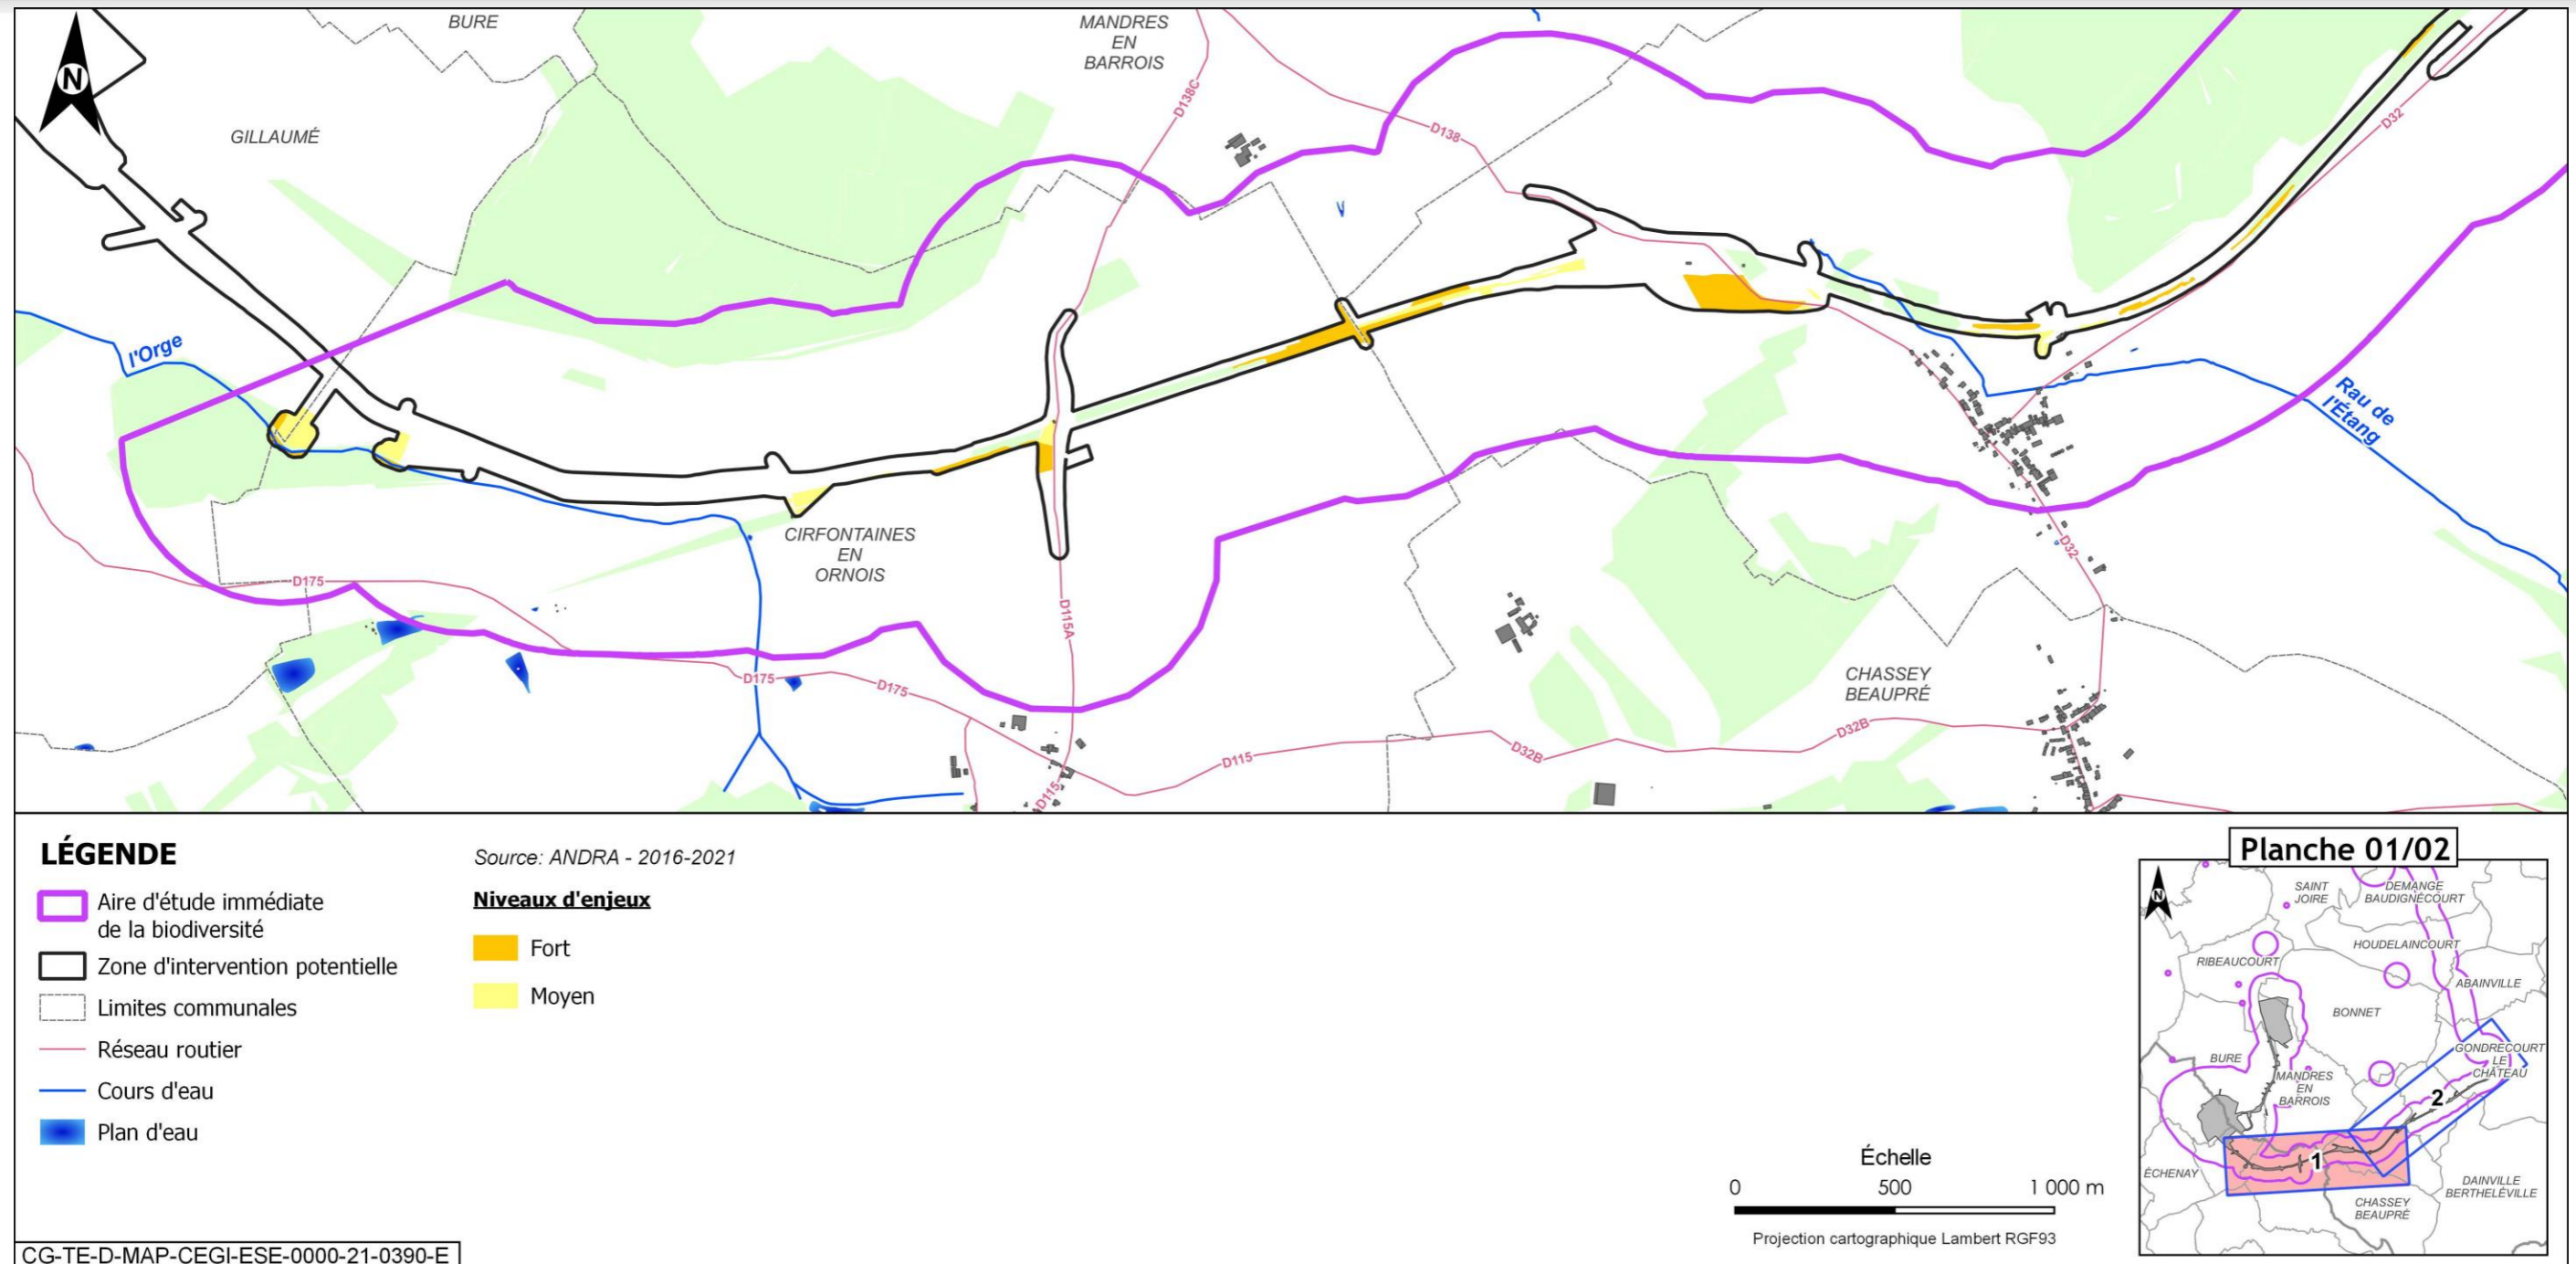 BURE
MANDRES
EN
BARROIS
N
GILLAUMÉ
D138C
D138
D32
l'Orge
Rau de
l'Étang
CIRFONTAINES
EN
ORNOIS
D175
D115A
D32
D175
D175
CHASSEY
BEAUPRÉ
D115
D32B
D32B
D115
LÉGENDE
Aire d'étude immédiate
de la biodiversité
Zone d'intervention potentielle
Limites communales
Réseau routier
Cours d'eau
Plan d'eau
Source: ANDRA - 2016-2021
Niveaux d'enjeux
Fort
Moyen
Échelle
0 500 1 000 m
Projection cartographique Lambert RGF93
Planche 01/02
N
SAINT
JOIRE
DEMANGE
BAUDIGNÉCOURT
HOUDELAINCOURT
RIBEAUCOURT
ABAINVILLE
BONNET
GONDRECOURT
LE
CHÂTEAU
BURE
MANDRES
EN
BARROIS
2
1
ÉCHENAY
DAINVILLE
BERTHELÉVILLE
CHASSEY
BEAUPRÉ
CG-TE-D-MAP-CEGI-ESE-0000-21-0390-E